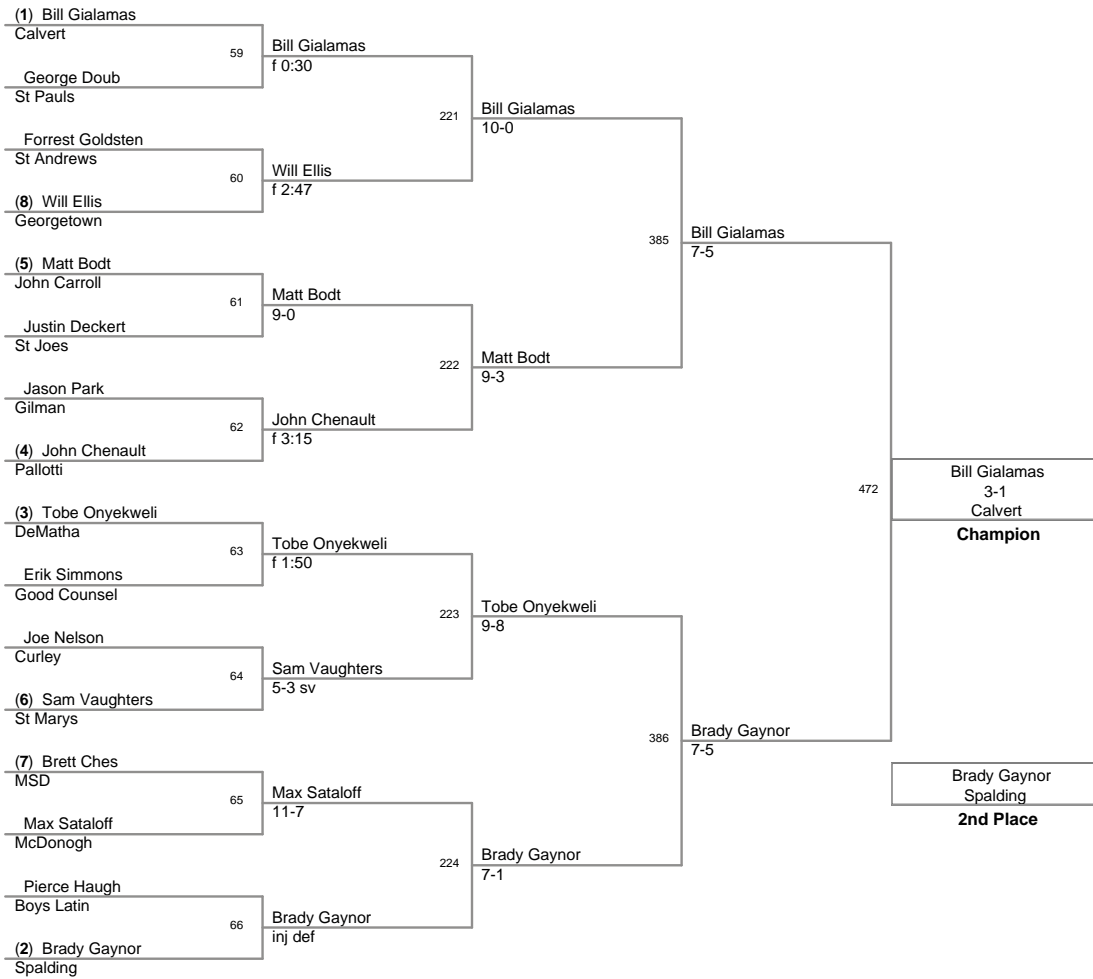 (1) Bill Gialamas
Calvert
59
George Doub
St Pauls
Bill Gialamas
f 0:30
Forrest Goldsten
St Andrews
60
(8) Will Ellis
Georgetown
Will Ellis
f 2:47
221
Bill Gialamas
10-0
(5) Matt Bodt
John Carroll
61
Justin Deckert
St Joes
Matt Bodt
9-0
Jason Park
Gilman
62
(4) John Chenault
Pallotti
John Chenault
f 3:15
222
Matt Bodt
9-3
385
Bill Gialamas
7-5
(3) Tobe Onyekweli
DeMatha
63
Erik Simmons
Good Counsel
Tobe Onyekweli
f 1:50
Joe Nelson
Curley
64
(6) Sam Vaughters
St Marys
Sam Vaughters
5-3 sv
223
Tobe Onyekweli
9-8
(7) Brett Ches
MSD
65
Max Sataloff
McDonogh
Max Sataloff
11-7
Pierce Haugh
Boys Latin
66
(2) Brady Gaynor
Spalding
Brady Gaynor
inj def
224
Brady Gaynor
7-1
386
Brady Gaynor
7-5
472
Bill Gialamas
3-1
Calvert
Champion
Brady Gaynor
Spalding
2nd Place